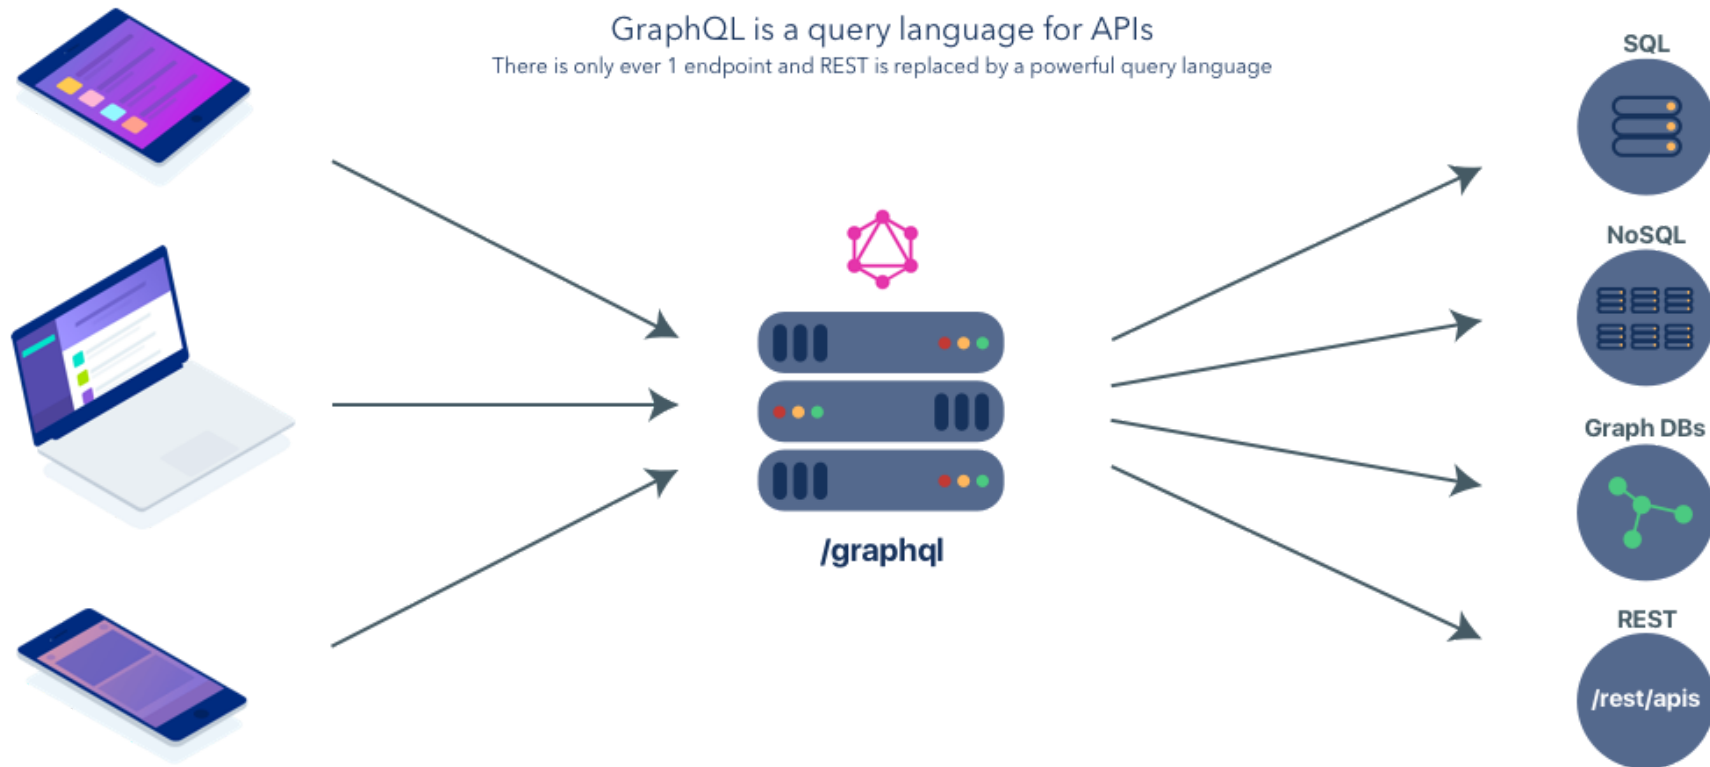 GraphQL is a query language for APIs
There is only ever 1 endpoint and REST is replaced by a powerful query language
SQL
NoSQL
Graph DBs
/graphql
REST
/rest/apis